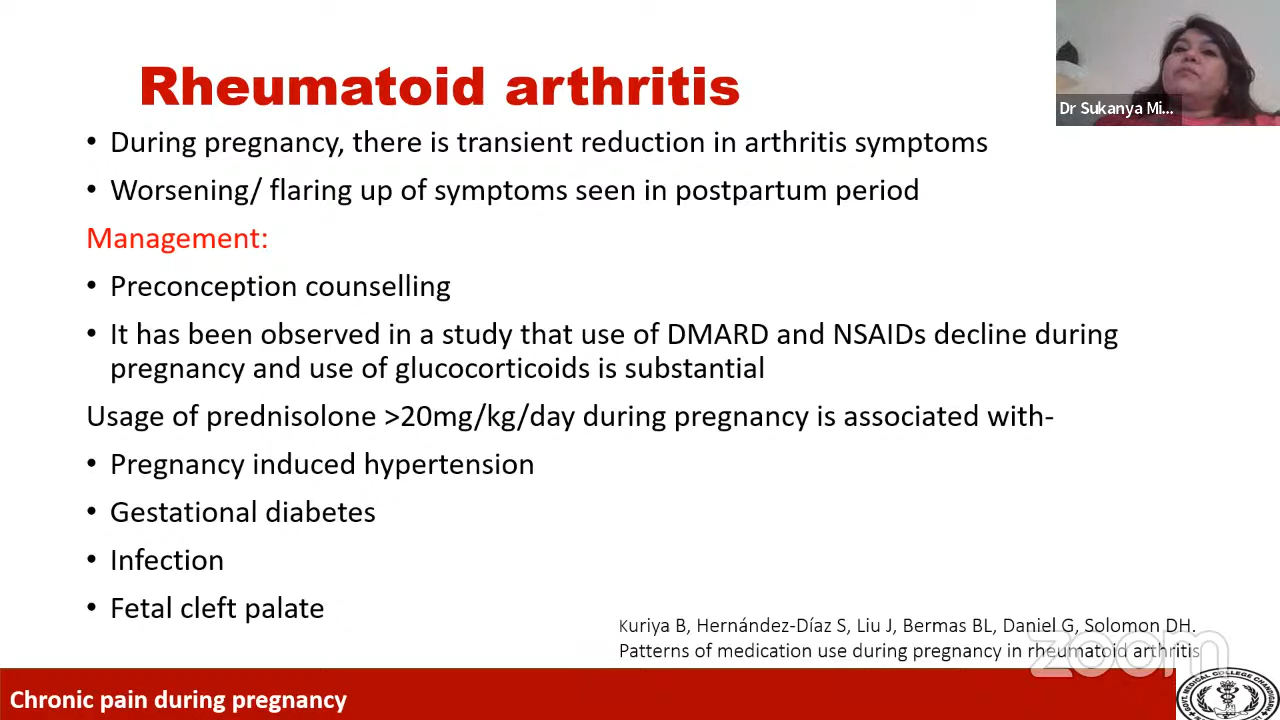 Rheumatoid arthritis
Dr Sukanya Mi...
• During pregnancy, there is transient reduction in arthritis symptoms
• Worsening/ flaring up of symptoms seen in postpartum period
Management:
• Preconception counselling
• It has been observed in a study that use of DMARD and NSAIDs decline during
pregnancy and use of glucocorticoids is substantial
Usage of prednisolone >20mg/kg/day during pregnancy is associated with-
• Pregnancy induced hypertension
• Gestational diabetes
• Infection
• Fetal cleft palate
Kuriya B, Hernández-Díaz S, Liu J, Bermas BL, Daniel G, Solomon DH.
Patterns of medication use during pregnancy in rheumatoid arthritis
zoom
Chronic pain during pregnancy
GOVT. MEDICAL COLLEGE